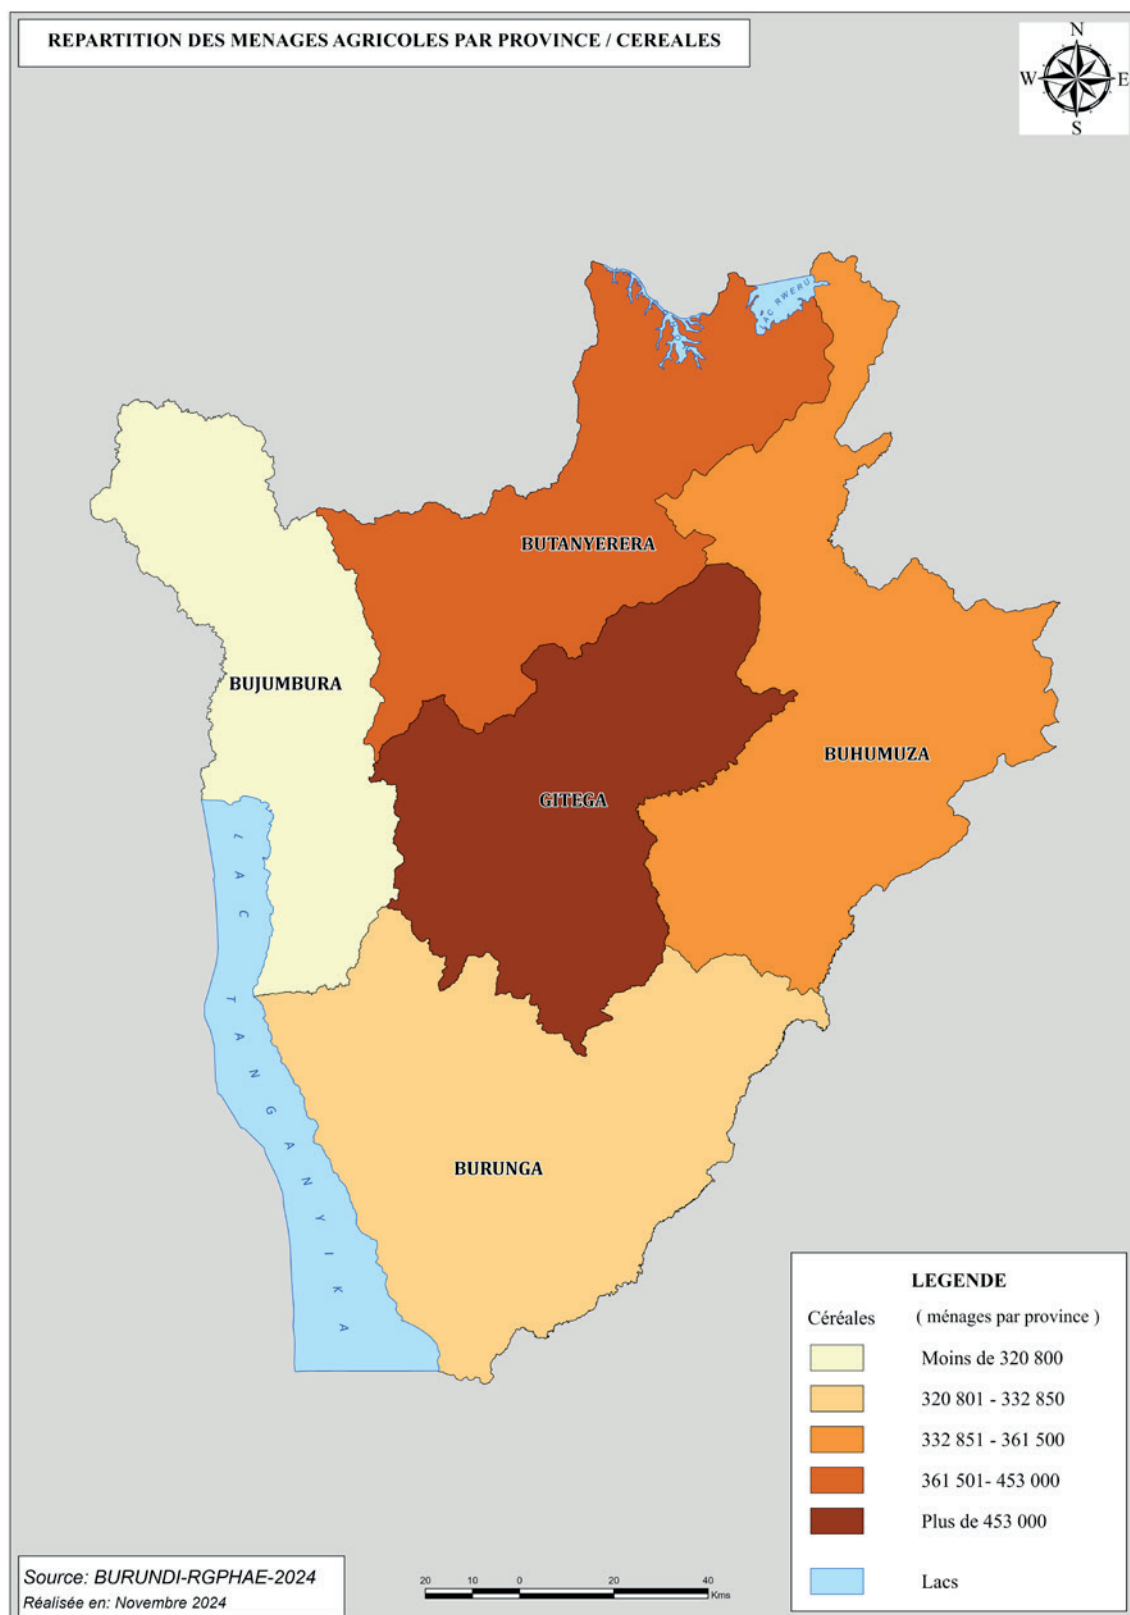 REPARTITION DES MENAGES AGRICOLES PAR PROVINCE / CEREALES
N
W E
S
LAC RWERU
BUTANYERERA
BUJUMBURA
BUHUMUZA
GITEGA
LAC TANGANYIKA
BURUNGA
LEGENDE
Céréales ( ménages par province )
Moins de 320 800
320 801 - 332 850
332 851 - 361 500
361 501- 453 000
Plus de 453 000
Lacs
Source: BURUNDI-RGPHAE-2024
Réalisée en: Novembre 2024
20 10 0 20 40
Kms